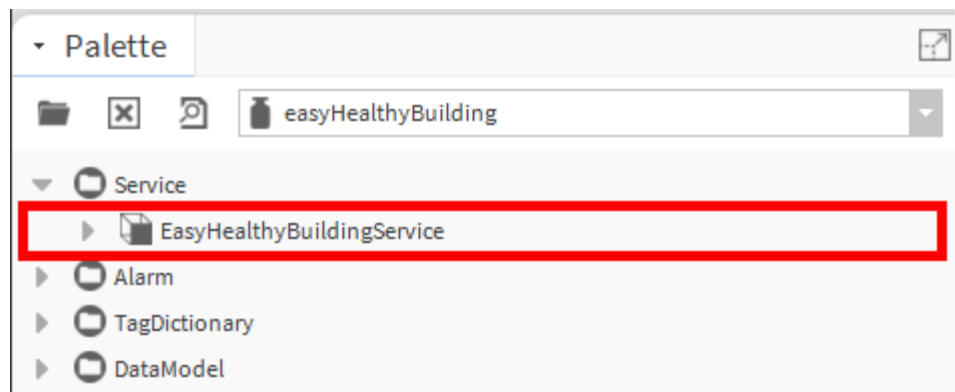 Palette
easyHealthyBuilding
Service
EasyHealthyBuildingService
Alarm
TagDictionary
DataModel